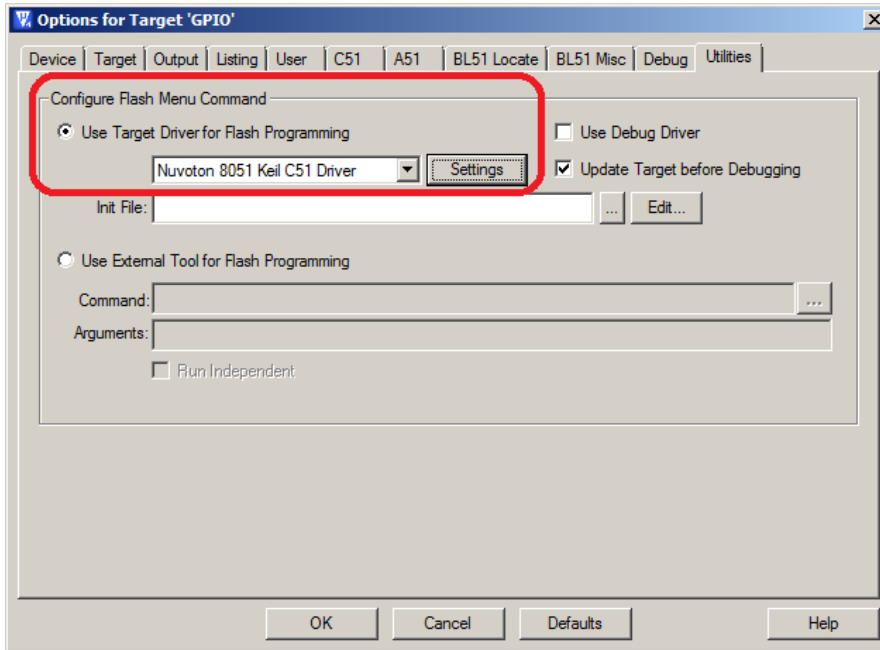 Options for Target 'GPIO'
Device Target Output Listing User C51 A51 BL51 Locate BL51 Misc Debug Utilities
Configure Flash Menu Command
Use Target Driver for Flash Programming Use Debug Driver
Nuvoton 8051 Keil C51 Driver Settings Update Target before Debugging
Init File: ... Edit...
Use External Tool for Flash Programming
Command: ...
Arguments:
Run Independent
OK Cancel Defaults Help